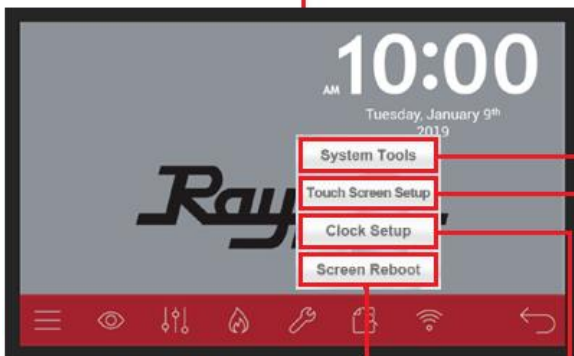 AM 10:00
Tuesday, January 9th
2019
System Tools
Touch Screen Setup
Clock Setup
Screen Reboot